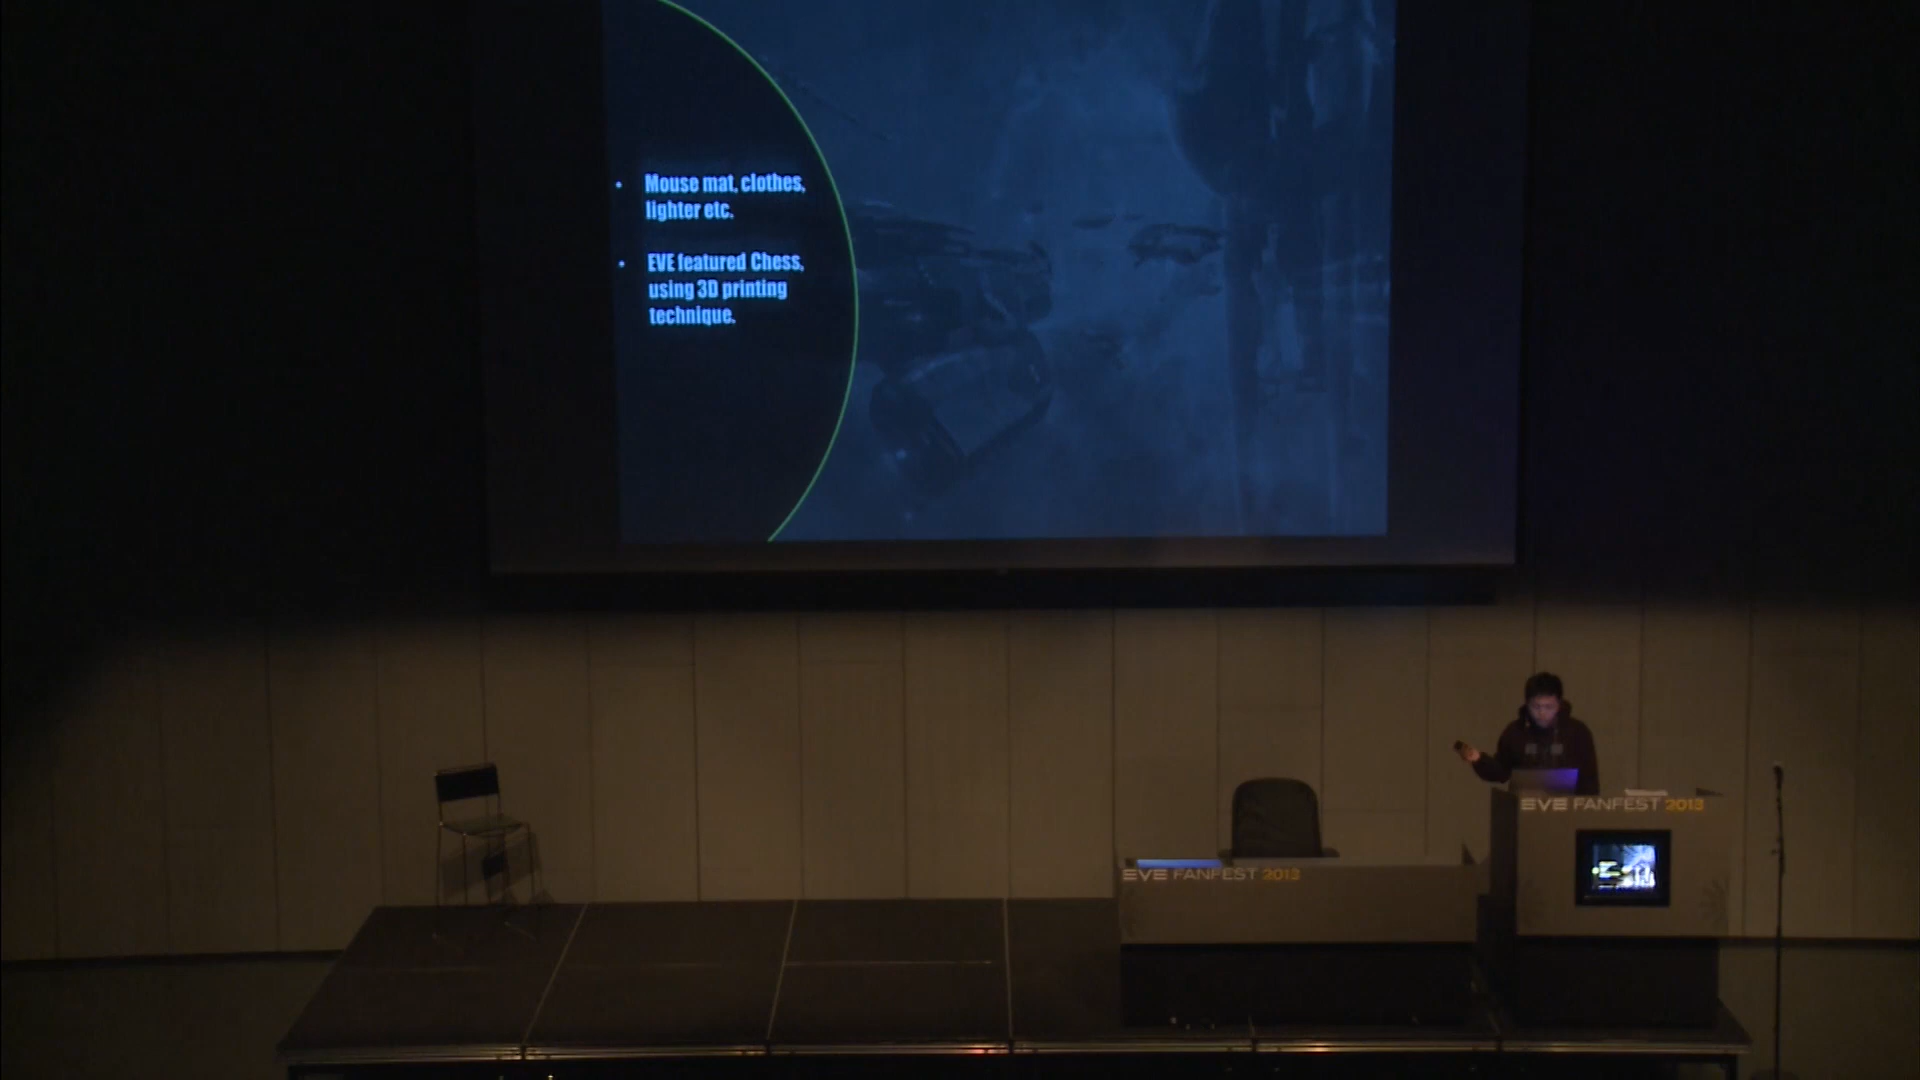 • Mouse mat, clothes,
lighter etc.
• EVE featured Chess,
using 3D printing
technique.
EVE FANFEST 2013
EVE FANFEST 2013